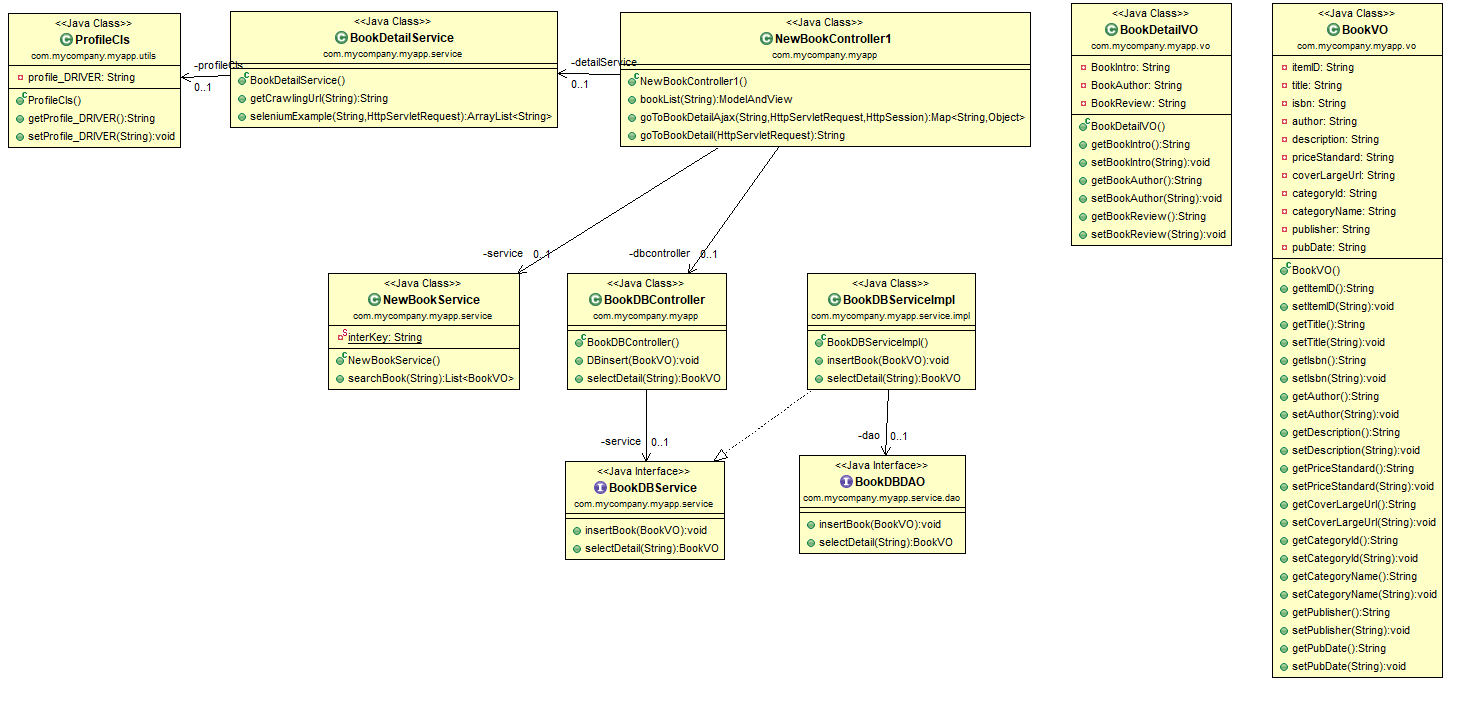 <<Java Class>>
ProfileCls
com.mycompany.myapp.utils
profile_DRIVER: String
ProfileCls()
getProfile_DRIVER():String
setProfile_DRIVER(String):void
-profileCls
0..1
<<Java Class>>
BookDetailService
com.mycompany.myapp.service
BookDetailService()
getCrawlingUrl(String):String
seleniumExample(String,HttpServletRequest):ArrayList<String>
-detailService
0..1
<<Java Class>>
NewBookController1
com.mycompany.myapp
NewBookController1()
bookList(String):ModelAndView
goToBookDetailAjax(String,HttpServletRequest,HttpSession):Map<String,Object>
goToBookDetail(HttpServletRequest):String
<<Java Class>>
BookDetailVO
com.mycompany.myapp.vo
BookIntro: String
BookAuthor: String
BookReview: String
BookDetailVO()
getBookIntro():String
setBookIntro(String):void
getBookAuthor():String
setBookAuthor(String):void
getBookReview():String
setBookReview(String):void
<<Java Class>>
BookVO
com.mycompany.myapp.vo
itemID: String
title: String
isbn: String
author: String
description: String
priceStandard: String
coverLargeUrl: String
categoryId: String
categoryName: String
publisher: String
pubDate: String
BookVO()
getItemID():String
setItemID(String):void
getTitle():String
setTitle(String):void
getIsbn():String
setIsbn(String):void
getAuthor():String
setAuthor(String):void
getDescription():String
setDescription(String):void
getPriceStandard():String
setPriceStandard(String):void
getCoverLargeUrl():String
setCoverLargeUrl(String):void
getCategoryId():String
setCategoryId(String):void
getCategoryName():String
setCategoryName(String):void
getPublisher():String
setPublisher(String):void
getPubDate():String
setPubDate(String):void
-service 0..1
-dbcontroller 0..1
<<Java Class>>
NewBookService
com.mycompany.myapp.service
interKey: String
NewBookService()
searchBook(String):List<BookVO>
<<Java Class>>
BookDBController
com.mycompany.myapp
BookDBController()
DBinsert(BookVO):void
selectDetail(String):BookVO
<<Java Class>>
BookDBServiceImpl
com.mycompany.myapp.service.impl
BookDBServiceImpl()
insertBook(BookVO):void
selectDetail(String):BookVO
-service 0..1
-dao 0..1
<<Java Interface>>
BookDBService
com.mycompany.myapp.service
insertBook(BookVO):void
selectDetail(String):BookVO
<<Java Interface>>
BookDBDAO
com.mycompany.myapp.service.dao
insertBook(BookVO):void
selectDetail(String):BookVO